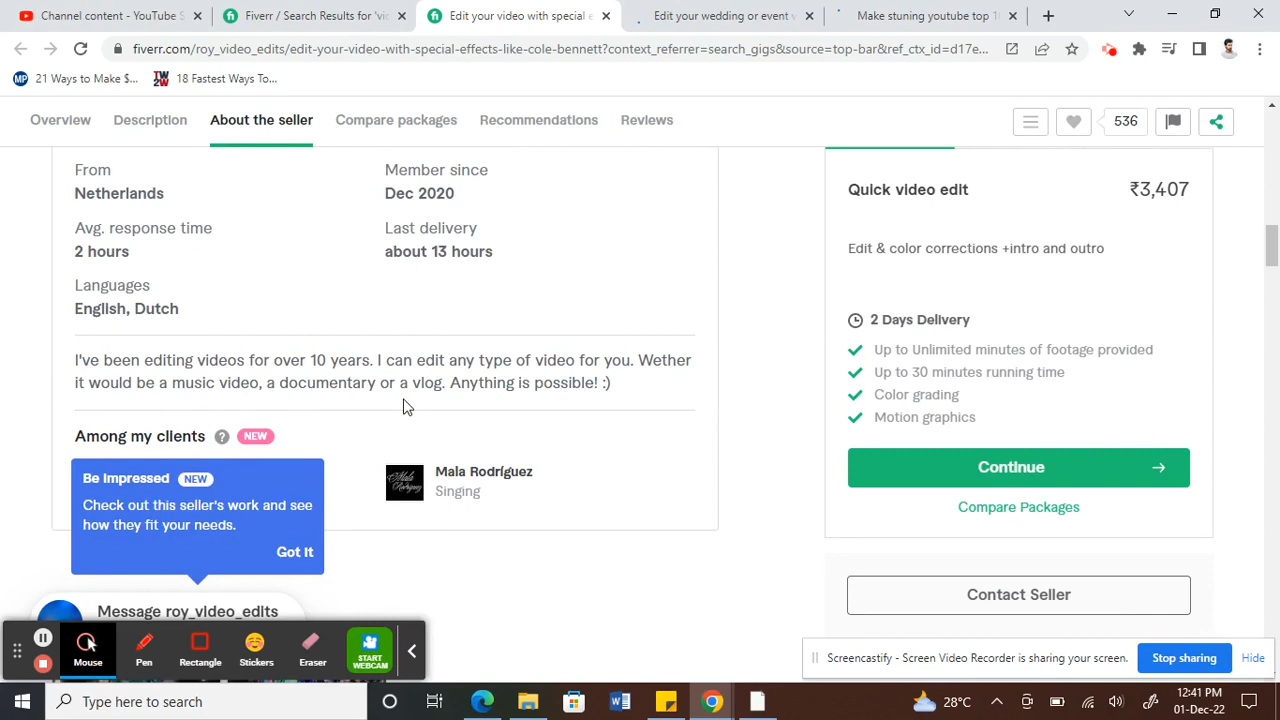 Channel content - YouTube S
Fiverr / Search Results for 'vi
Edit your video with special e
Edit your wedding or event v
Make stuning youtube top 1
fiverr.com/roy_video_edits/edit-your-video-with-special-effects-like-cole-bennett?context_referrer=search_gigs&source=top-bar&ref_ctx_id=d17e...
MP 21 Ways to Make $...
TW 2W 18 Fastest Ways To...
Overview Description About the seller Compare packages Recommendations Reviews
536
From
Netherlands
Member since
Dec 2020
Avg. response time
2 hours
Last delivery
about 13 hours
Languages
English, Dutch
I've been editing videos for over 10 years. I can edit any type of video for you. Wether
it would be a music video, a documentary or a vlog. Anything is possible! :)
Among my clients ? NEW
Mala Rodríguez
Singing
Be Impressed NEW
Check out this seller's work and see
how they fit your needs.
Got It
Message roy_video_edits
Quick video edit ₹3,407
Edit & color corrections +intro and outro
2 Days Delivery
Up to Unlimited minutes of footage provided
Up to 30 minutes running time
Color grading
Motion graphics
Continue
Compare Packages
Contact Seller
Mouse Pen Rectangle Stickers Eraser
START
WEBCAM
Screencastify - Screen Video Recorder is sharing your screen. Stop sharing Hide
Type here to search
28°C
12:41 PM
01-Dec-22